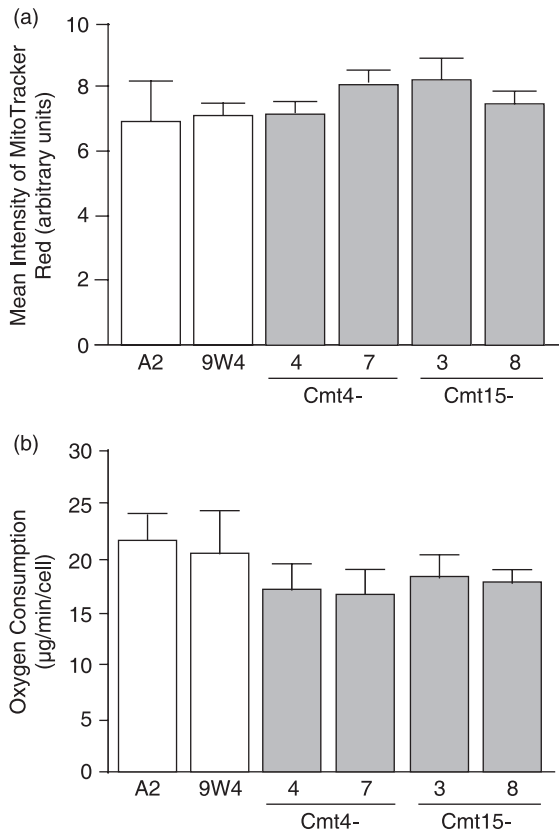 (a)
Mean Intensity of MitoTracker
Red (arbitrary units)
10
8
6
4
2
0
A2 9W4 4 7 3 8
Cmt4- Cmt15-
(b)
Oxygen Consumption
(µg/min/cell)
30
25
20
15
10
5
0
A2 9W4 4 7 3 8
Cmt4- Cmt15-